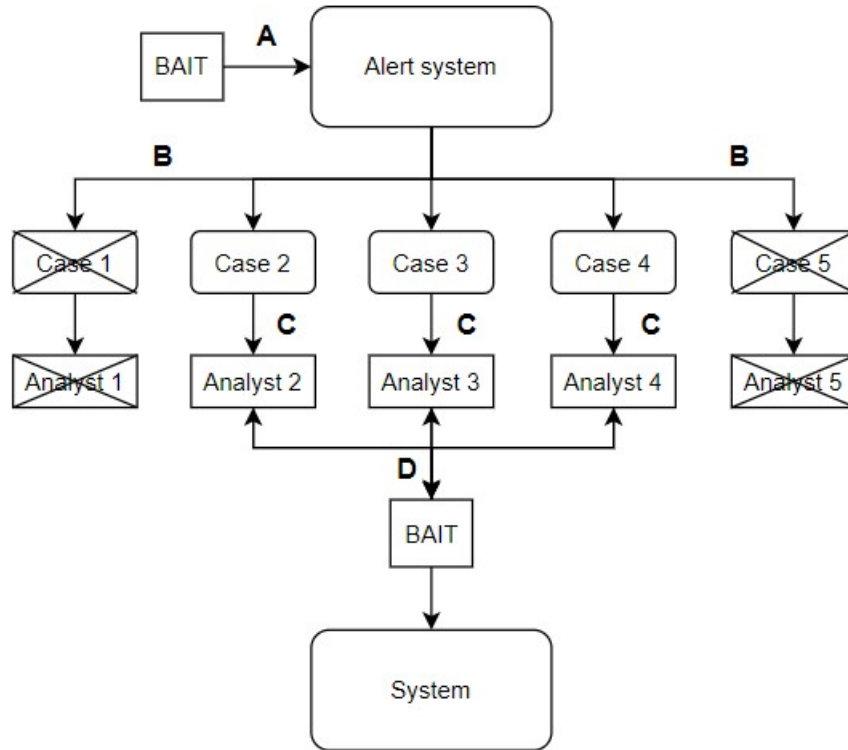 A
BAIT
Alert system
B
B
Case 1
Case 2
Case 3
Case 4
Case 5
C
C
C
Analyst 1
Analyst 2
Analyst 3
Analyst 4
Analyst 5
D
BAIT
System